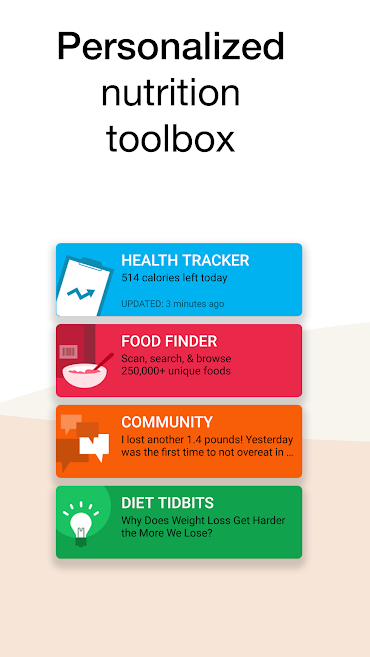 Personalized
nutrition
toolbox
HEALTH TRACKER
514 calories left today
UPDATED: 3 minutes ago
FOOD FINDER
Scan, search, & browse
250,000+ unique foods
COMMUNITY
I lost another 1.4 pounds! Yesterday
was the first time to not overeat in ...
DIET TIDBITS
Why Does Weight Loss Get Harder
the More We Lose?